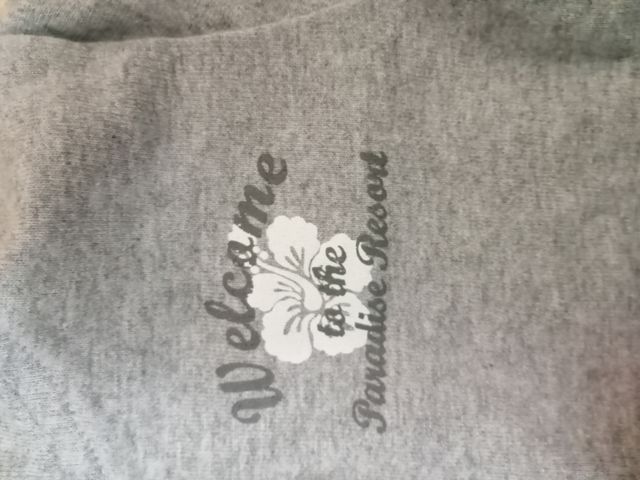 Welcome
to the
Paradise Resort